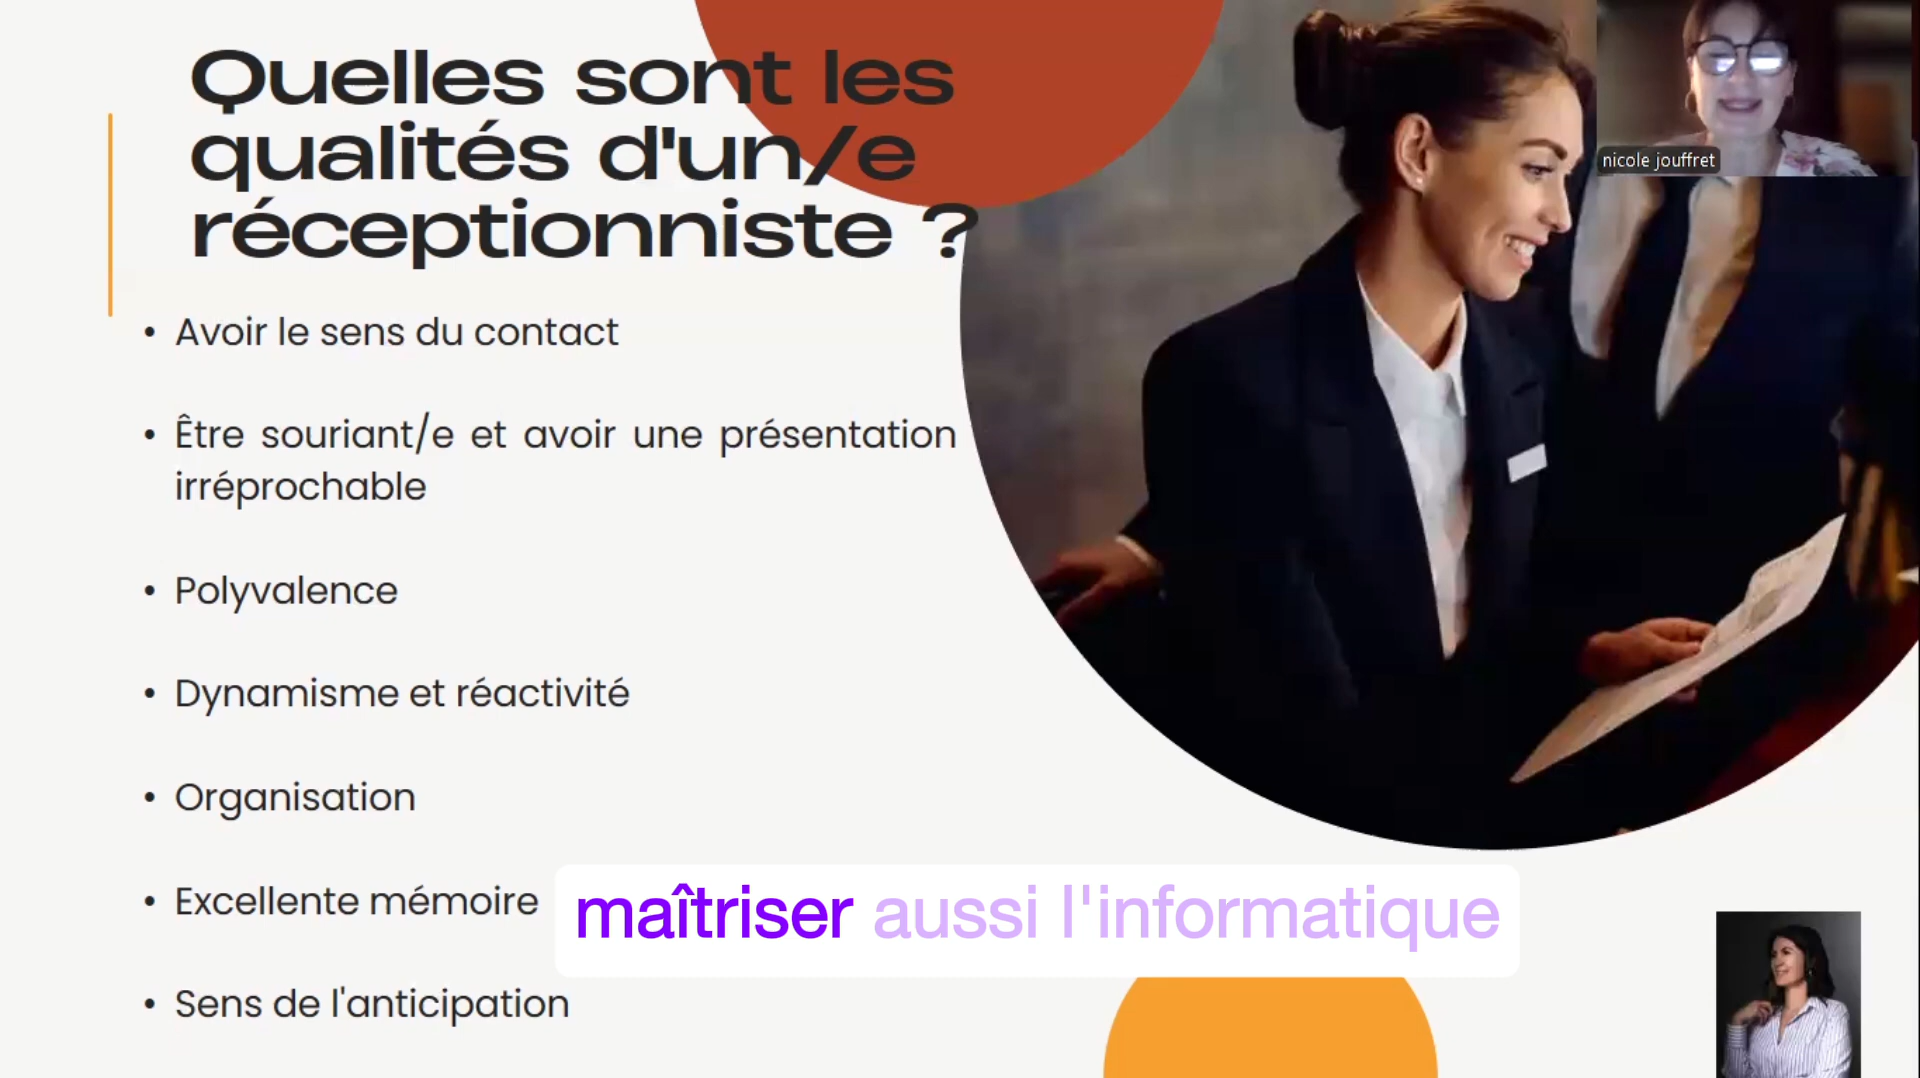 Quelles sont les
qualités d'un/e
réceptionniste ?
nicole jouffret
• Avoir le sens du contact
• Être souriant/e et avoir une présentation
irréprochable
• Polyvalence
• Dynamisme et réactivité
• Organisation
• Excellente mémoire
maîtriser aussi l'informatique
• Sens de l'anticipation